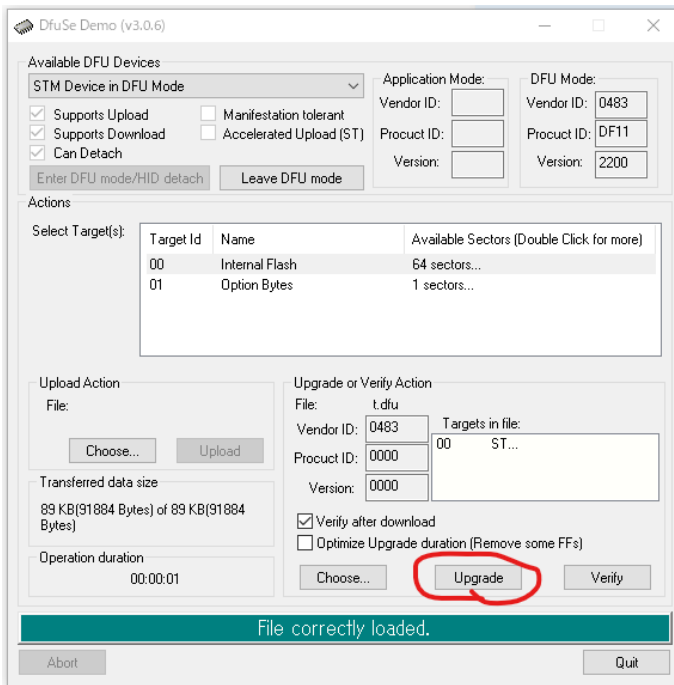 DfuSe Demo (v3.0.6)
Available DFU Devices
STM Device in DFU Mode
Supports Upload
Manifestation tolerant
Supports Download
Accelerated Upload (ST)
Can Detach
Enter DFU mode/HID detach
Leave DFU mode
Application Mode:
Vendor ID:
Procuct ID:
Version:
DFU Mode:
Vendor ID: 0483
Procuct ID: DF11
Version: 2200
Actions
Select Target(s):
Target Id Name Available Sectors (Double Click for more)
00 Internal Flash 64 sectors...
01 Option Bytes 1 sectors...
Upload Action
File:
Choose... Upload
Transferred data size
89 KB(91884 Bytes) of 89 KB(91884
Bytes)
Operation duration
00:00:01
Upgrade or Verify Action
File: t.dfu
Vendor ID: 0483
Procuct ID: 0000
Version: 0000
Targets in file:
00 ST...
Verify after download
Optimize Upgrade duration (Remove some FFs)
Choose... Upgrade Verify
File correctly loaded.
Abort Quit